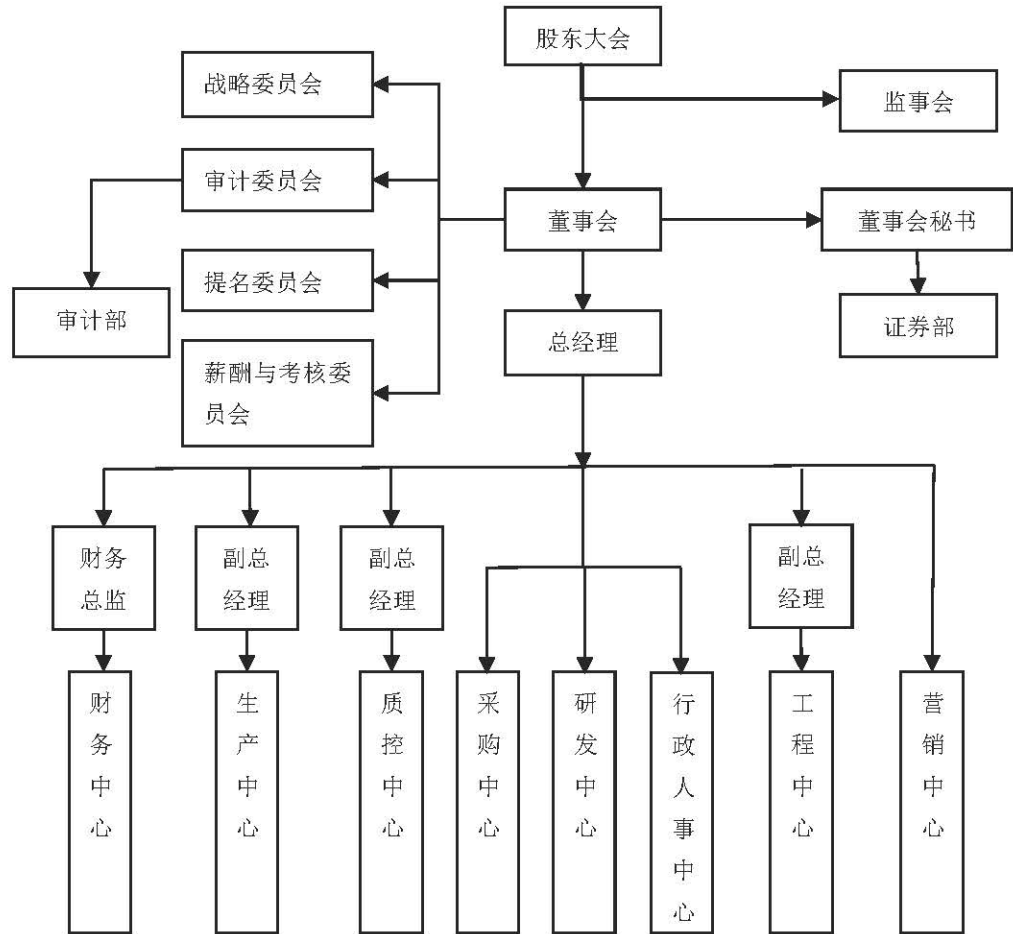 股东大会
战略委员会
监事会
审计委员会
董事会
董事会秘书
提名委员会
审计部
总经理
证券部
薪酬与考核委
员会
财务
总监
副总
经理
副总
经理
副总
经理
财务中心
生产中心
质控中心
采购中心
研发中心
行政人事中心
工程中心
营销中心